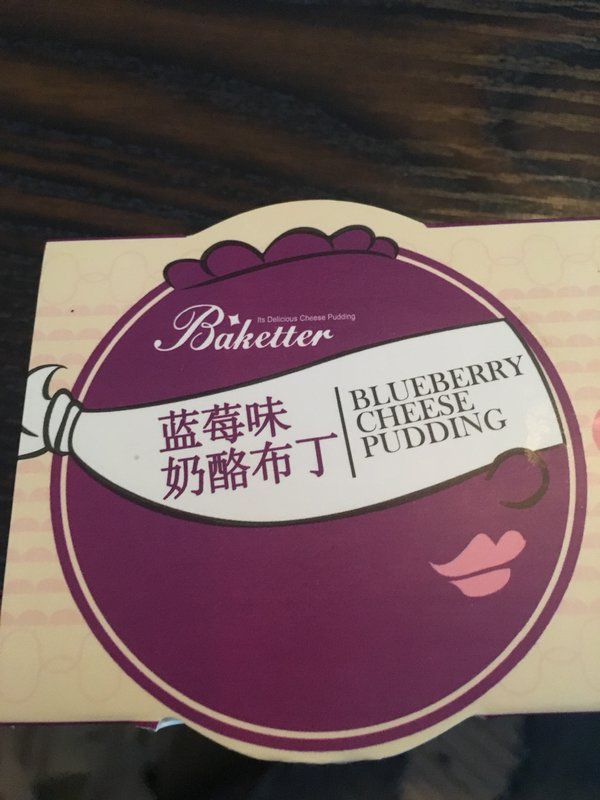 Its Delicious Cheese Pudding
Baketter
蓝莓味
奶酪布丁
BLUEBERRY
CHEESE
PUDDING